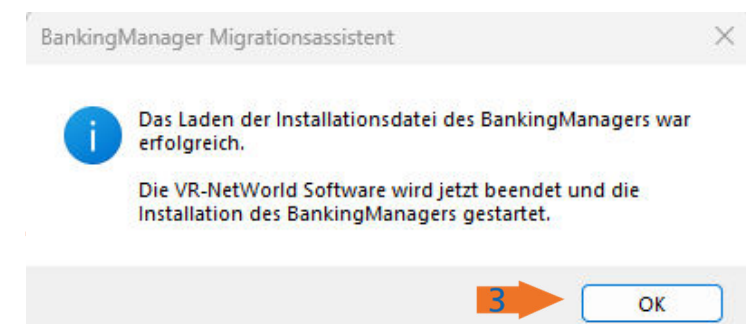 BankingManager Migrationsassistent
Das Laden der Installationsdatei des BankingManagers war
erfolgreich.
Die VR-NetWorld Software wird jetzt beendet und die
Installation des BankingManagers gestartet.
3
OK